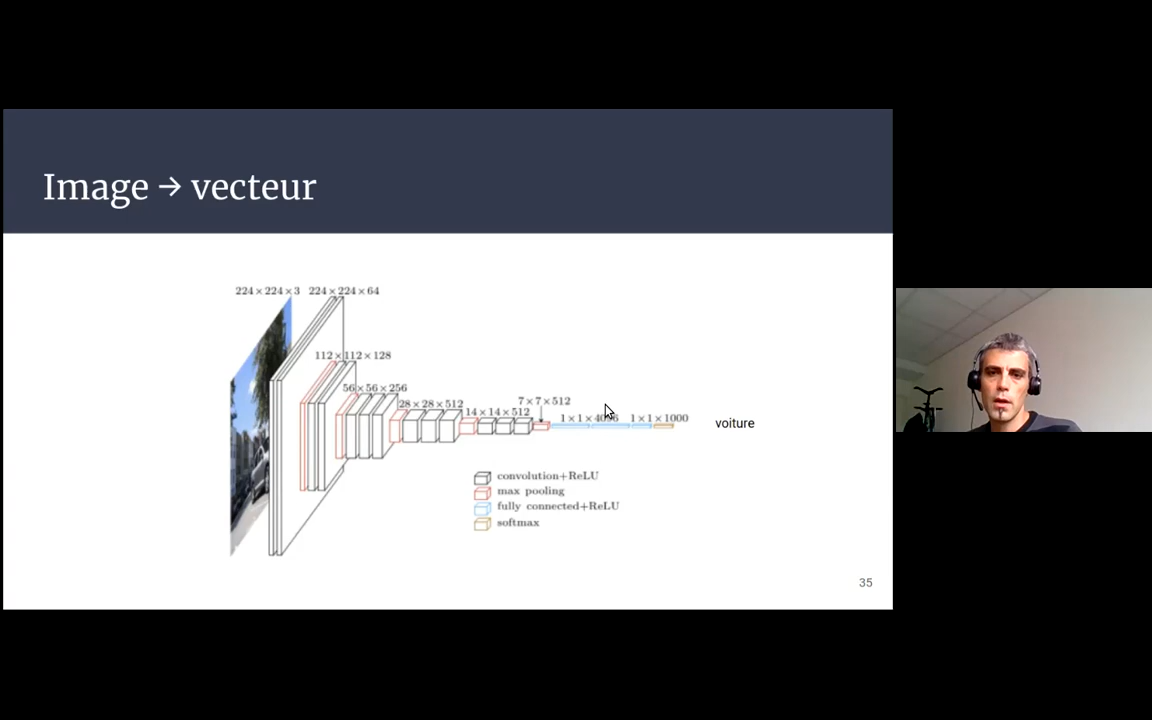 Image → vecteur
224×224×3 224×224×64
112×112×128
56×56×256
28×28×512
14×14×512
7×7×512
1×1×4096 1×1×1000
voiture
convolution+ReLU
max pooling
fully connected+ReLU
softmax
35